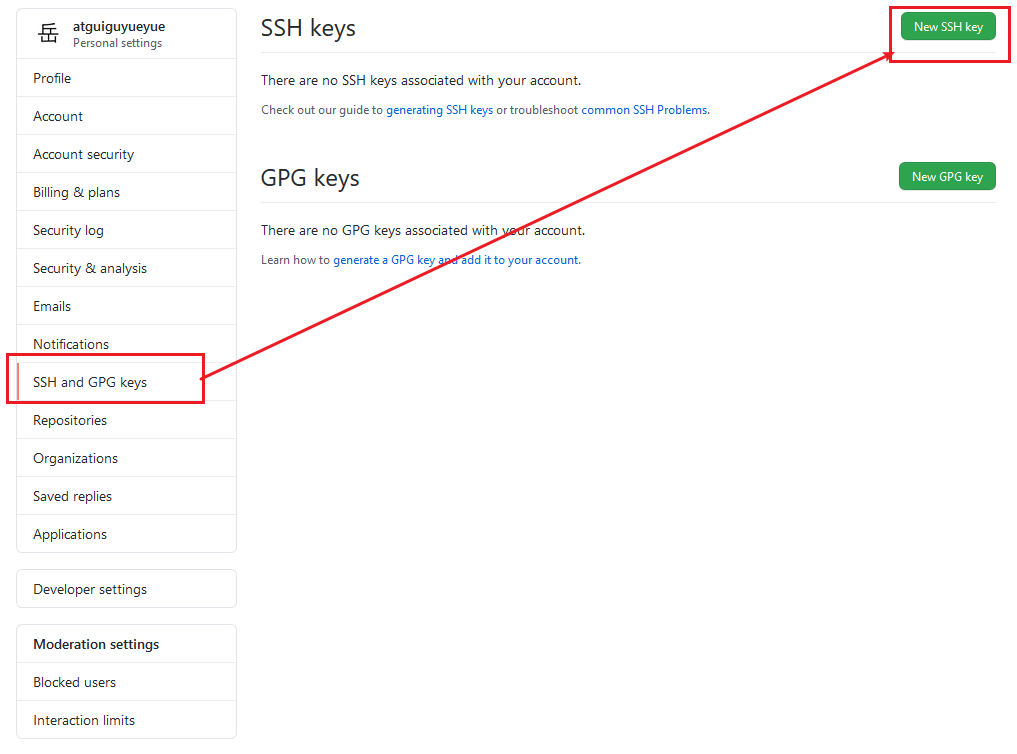 岳
atguiguyueyue
Personal settings
Profile
Account
Account security
Billing & plans
Security log
Security & analysis
Emails
Notifications
SSH and GPG keys
Repositories
Organizations
Saved replies
Applications
Developer settings
Moderation settings
Blocked users
Interaction limits
SSH keys
New SSH key
There are no SSH keys associated with your account.
Check out our guide to generating SSH keys or troubleshoot common SSH Problems.
GPG keys
New GPG key
There are no GPG keys associated with your account.
Learn how to generate a GPG key and add it to your account.